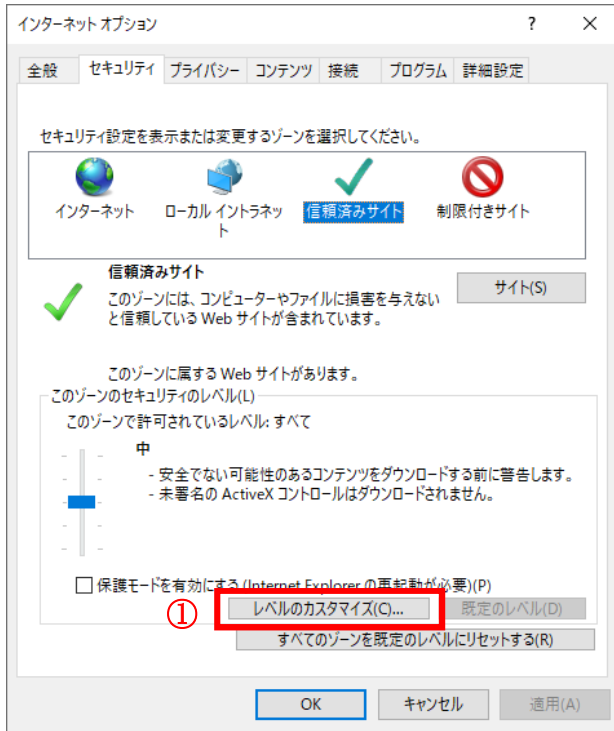 インターネット オプション
?
×
全般 セキュリティ プライバシー コンテンツ 接続 プログラム 詳細設定
セキュリティ設定を表示または変更するゾーンを選択してください。
インターネット
ローカル イントラネッ
ト
信頼済みサイト
制限付きサイト
信頼済みサイト
このゾーンには、コンピューターやファイルに損害を与えない
と信頼している Web サイトが含まれています。
サイト(S)
このゾーンに属する Web サイトがあります。
このゾーンのセキュリティのレベル(L)
このゾーンで許可されているレベル: すべて
中
- 安全でない可能性のあるコンテンツをダウンロードする前に警告します。
- 未署名の ActiveX コントロールはダウンロードされません。
保護モードを有効にする (Internet Explorer の再起動が必要)(P)
①
レベルのカスタマイズ(C)...
既定のレベル(D)
すべてのゾーンを既定のレベルにリセットする(R)
OK
キャンセル
適用(A)